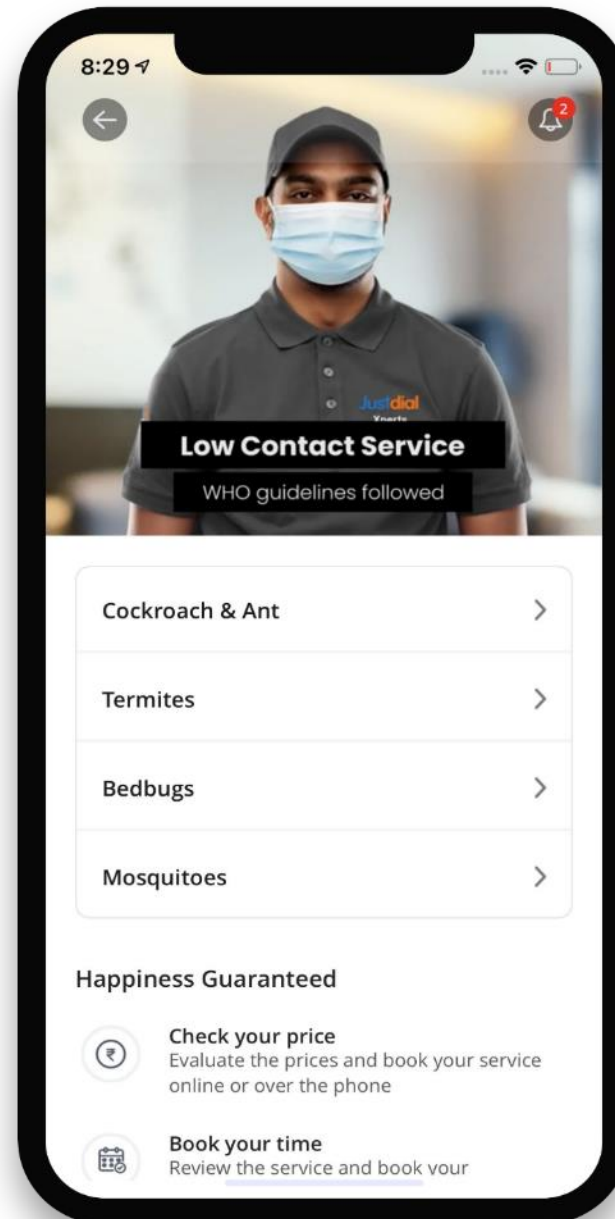 8:29
2
Justdial
Xperts
Low Contact Service
WHO guidelines followed
Cockroach & Ant
Termites
Bedbugs
Mosquitoes
Happiness Guaranteed
₹
Check your price
Evaluate the prices and book your service
online or over the phone
Book your time
Review the service and book your